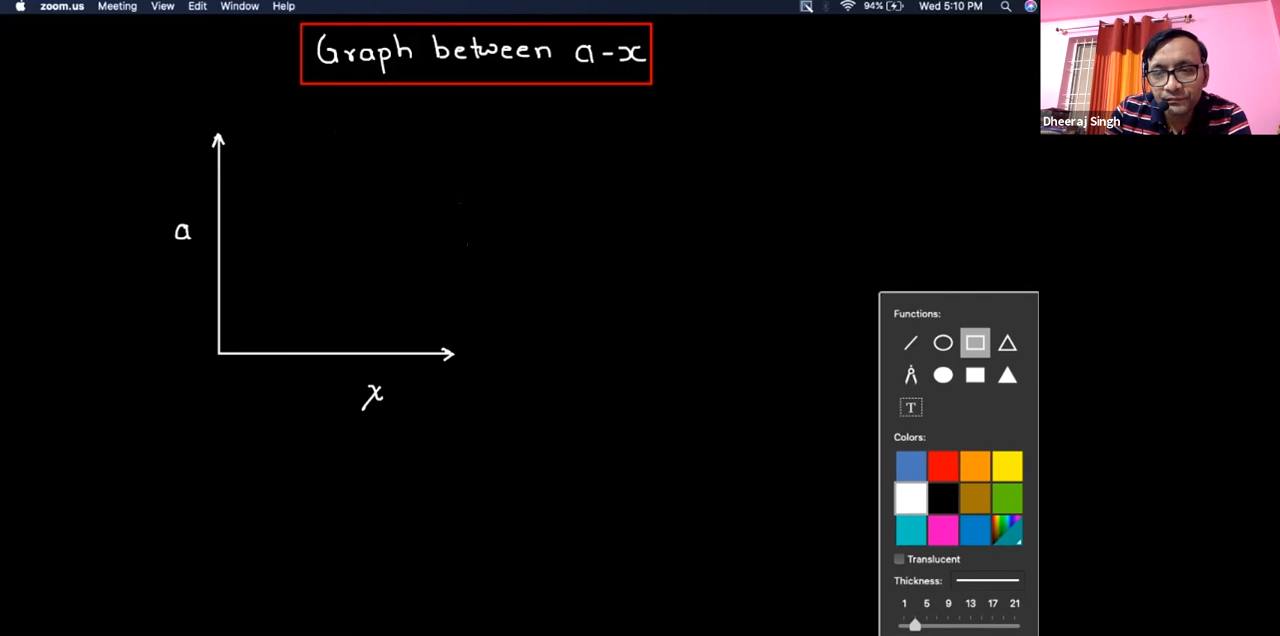 zoom.us Meeting View Edit Window Help 94% Wed 5:10 PM
Graph between a-x
Dheeraj Singh
a
x
Functions:
T
Colors:
Translucent
Thickness:
1 5 9 13 17 21